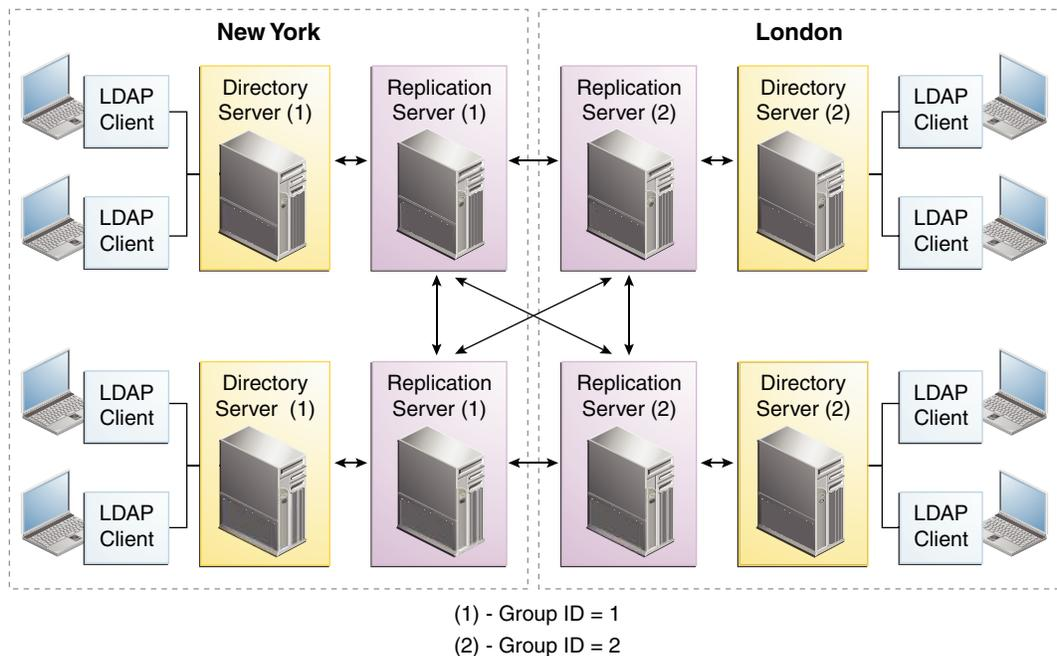 New York
London
LDAP
Client
Directory
Server (1)
Replication
Server (1)
Replication
Server (2)
Directory
Server (2)
LDAP
Client
LDAP
Client
LDAP
Client
LDAP
Client
Directory
Server (1)
Replication
Server (1)
Replication
Server (2)
Directory
Server (2)
LDAP
Client
LDAP
Client
LDAP
Client
(1) - Group ID = 1
(2) - Group ID = 2